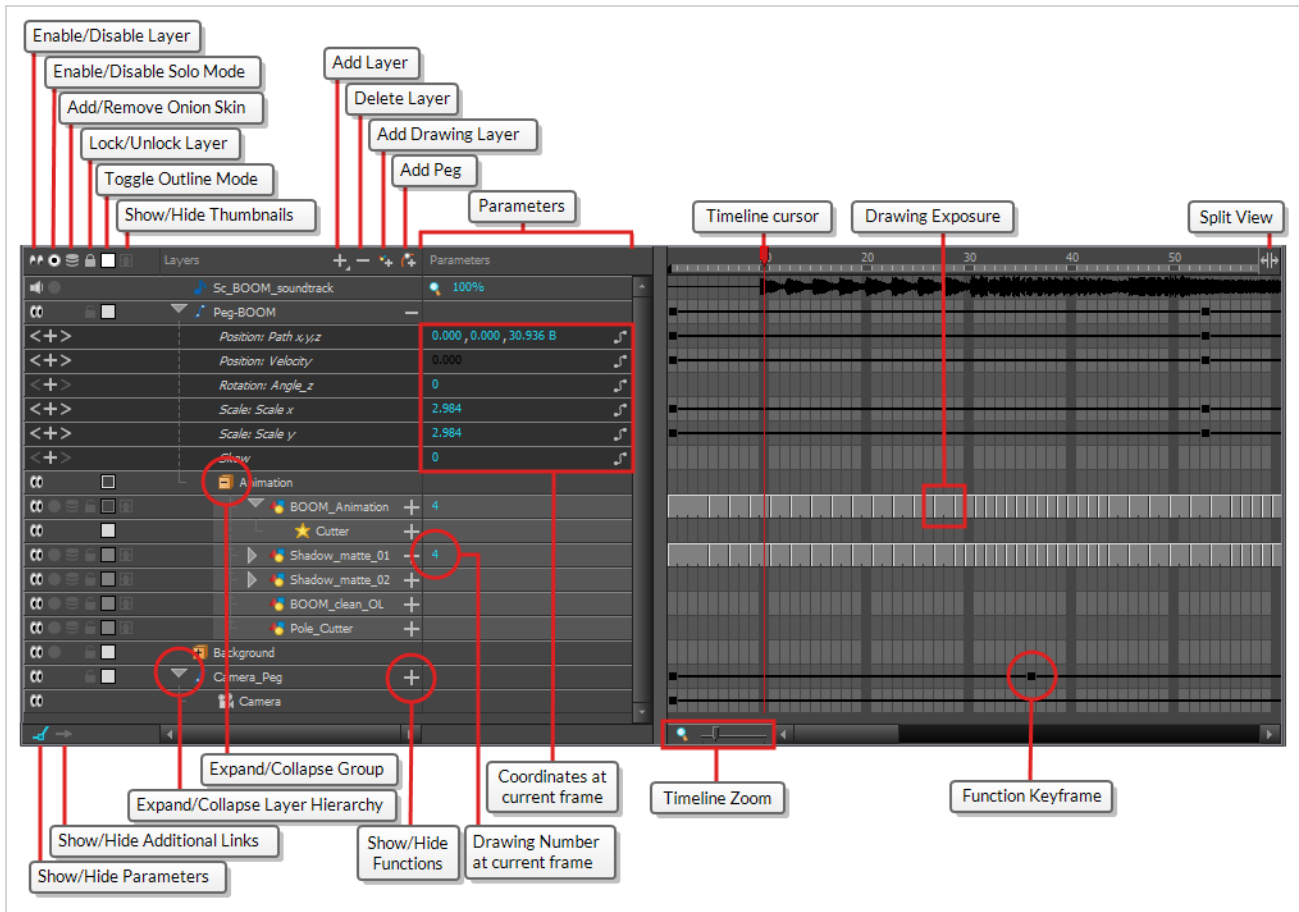 Enable/Disable Layer
Enable/Disable Solo Mode
Add/Remove Onion Skin
Lock/Unlock Layer
Toggle Outline Mode
Show/Hide Thumbnails
Add Layer
Delete Layer
Add Drawing Layer
Add Peg
Parameters
Timeline cursor
Drawing Exposure
Split View
Layers
Parameters
10
20
30
40
50
Sc_BOOM_soundtrack
100%
Peg-BOOM
Position: Path x,y,z
0.000 , 0.000 , 30.936 B
Position: Velocity
0.000
Rotation: Angle_z
0
Scale: Scale x
2.984
Scale: Scale y
2.984
Skew
0
Animation
BOOM_Animation
4
Cutter
Shadow_matte_01
4
Shadow_matte_02
BOOM_clean_OL
Pole_Cutter
Background
Camera_Peg
Camera
Expand/Collapse Group
Expand/Collapse Layer Hierarchy
Show/Hide Additional Links
Show/Hide Parameters
Show/Hide
Functions
Coordinates at
current frame
Drawing Number
at current frame
Timeline Zoom
Function Keyframe